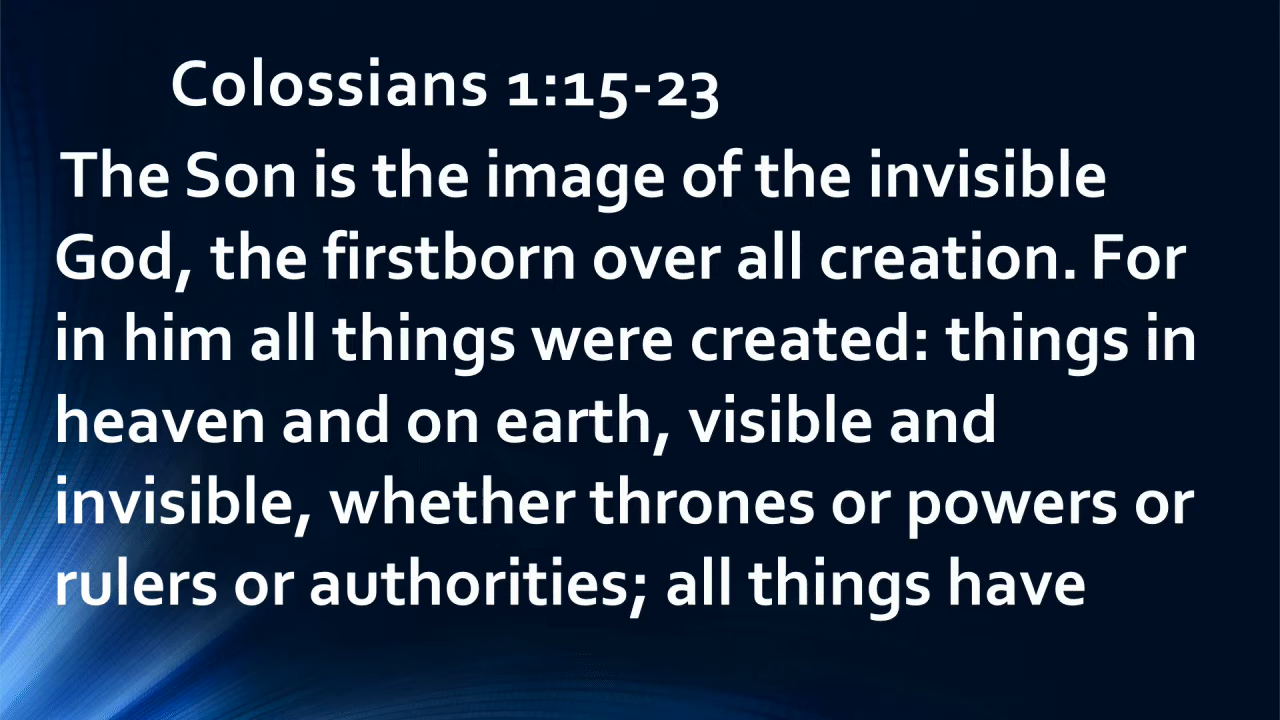 Colossians 1:15-23
The Son is the image of the invisible
God, the firstborn over all creation. For
in him all things were created: things in
heaven and on earth, visible and
invisible, whether thrones or powers or
rulers or authorities; all things have